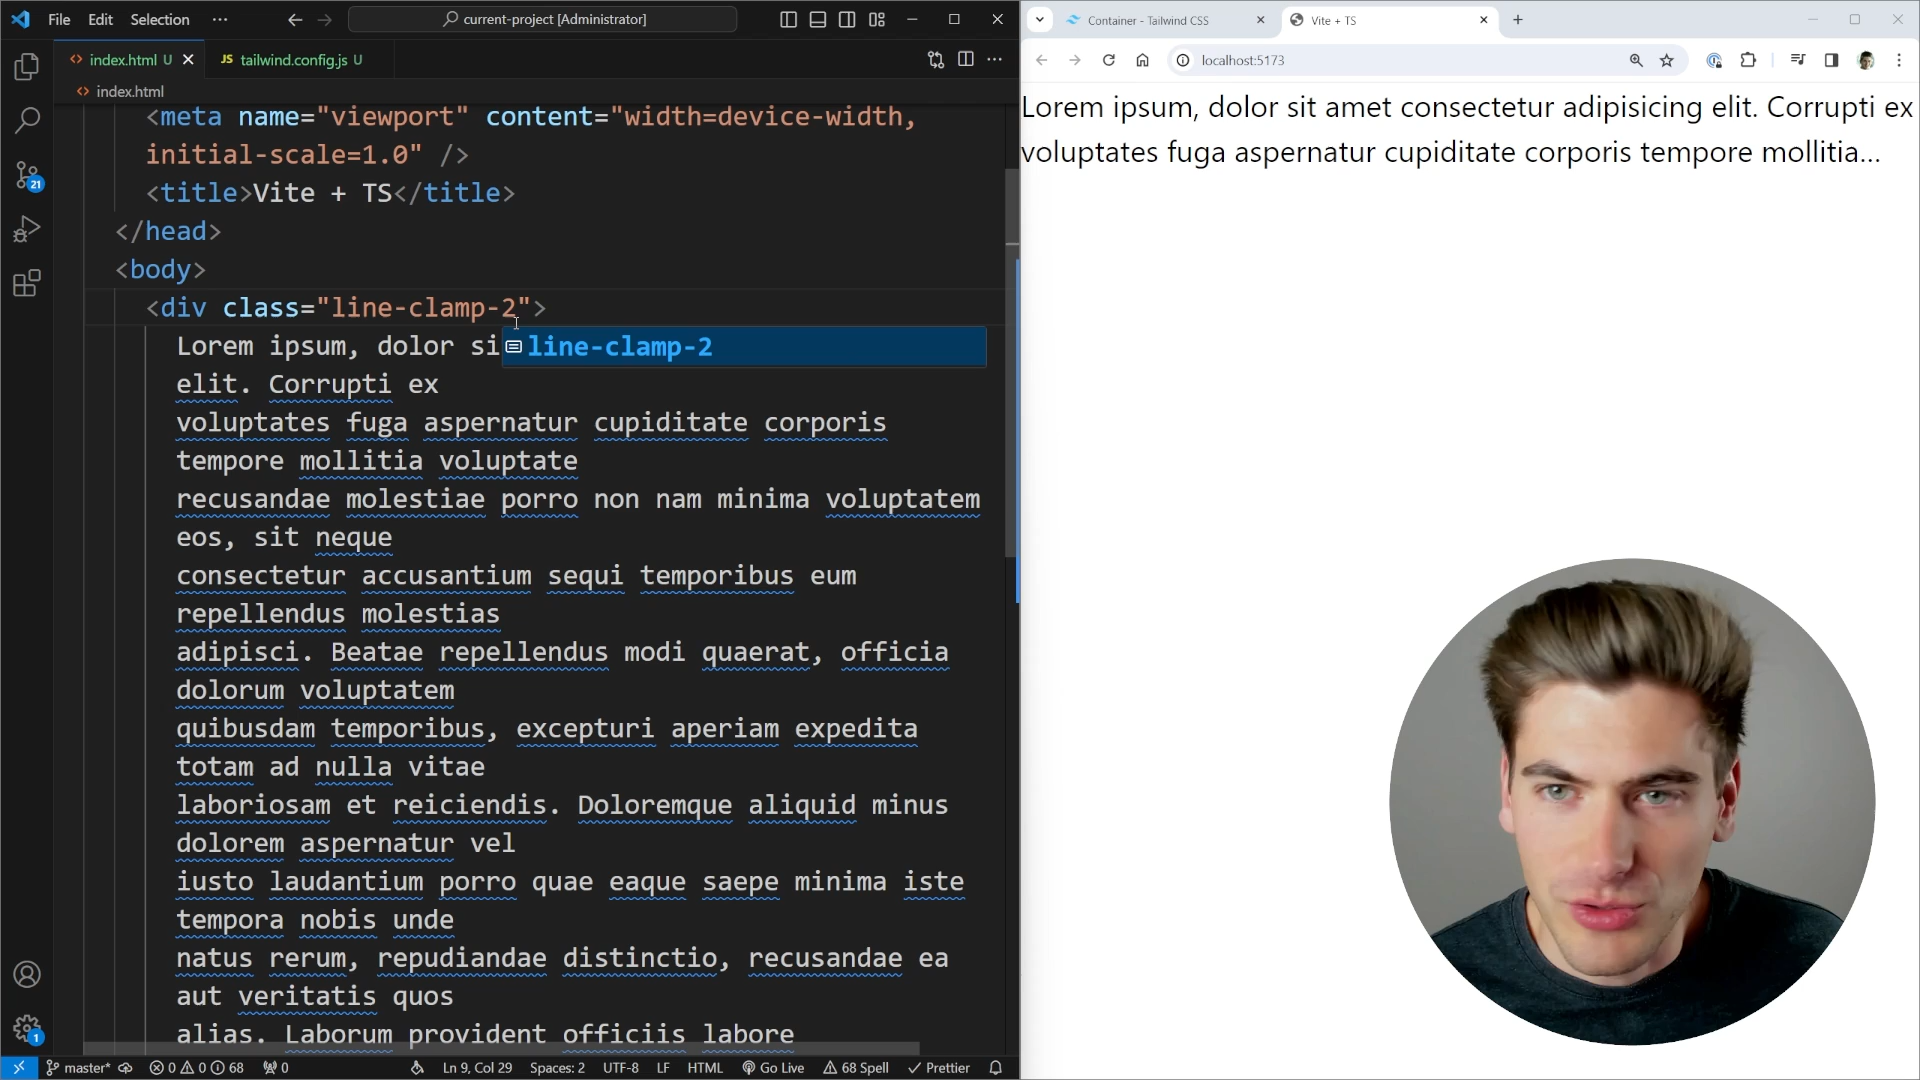 File Edit Selection ···
current-project [Administrator]
index.html U
JS tailwind.config.js U
index.html
<meta name="viewport" content="width=device-width,
initial-scale=1.0" />
<title>Vite + TS</title>
</head>
<body>
<div class="line-clamp-2">
Lorem ipsum, dolor si
line-clamp-2
elit. Corrupti ex
voluptates fuga aspernatur cupiditate corporis
tempore mollitia voluptate
recusandae molestiae porro non nam minima voluptatem
eos, sit neque
consectetur accusantium sequi temporibus eum
repellendus molestias
adipisci. Beatae repellendus modi quaerat, officia
dolorum voluptatem
quibusdam temporibus, excepturi aperiam expedita
totam ad nulla vitae
laboriosam et reiciendis. Doloremque aliquid minus
dolorem aspernatur vel
iusto laudantium porro quae eaque saepe minima iste
tempora nobis unde
natus rerum, repudiandae distinctio, recusandae ea
aut veritatis quos
alias. Laborum provident officiis labore
21
1
master* 0 0 68 0 Ln 9, Col 29 Spaces: 2 UTF-8 LF HTML Go Live 68 Spell Prettier
Container - Tailwind CSS
Vite + TS
localhost:5173
Lorem ipsum, dolor sit amet consectetur adipisicing elit. Corrupti ex
voluptates fuga aspernatur cupiditate corporis tempore mollitia...